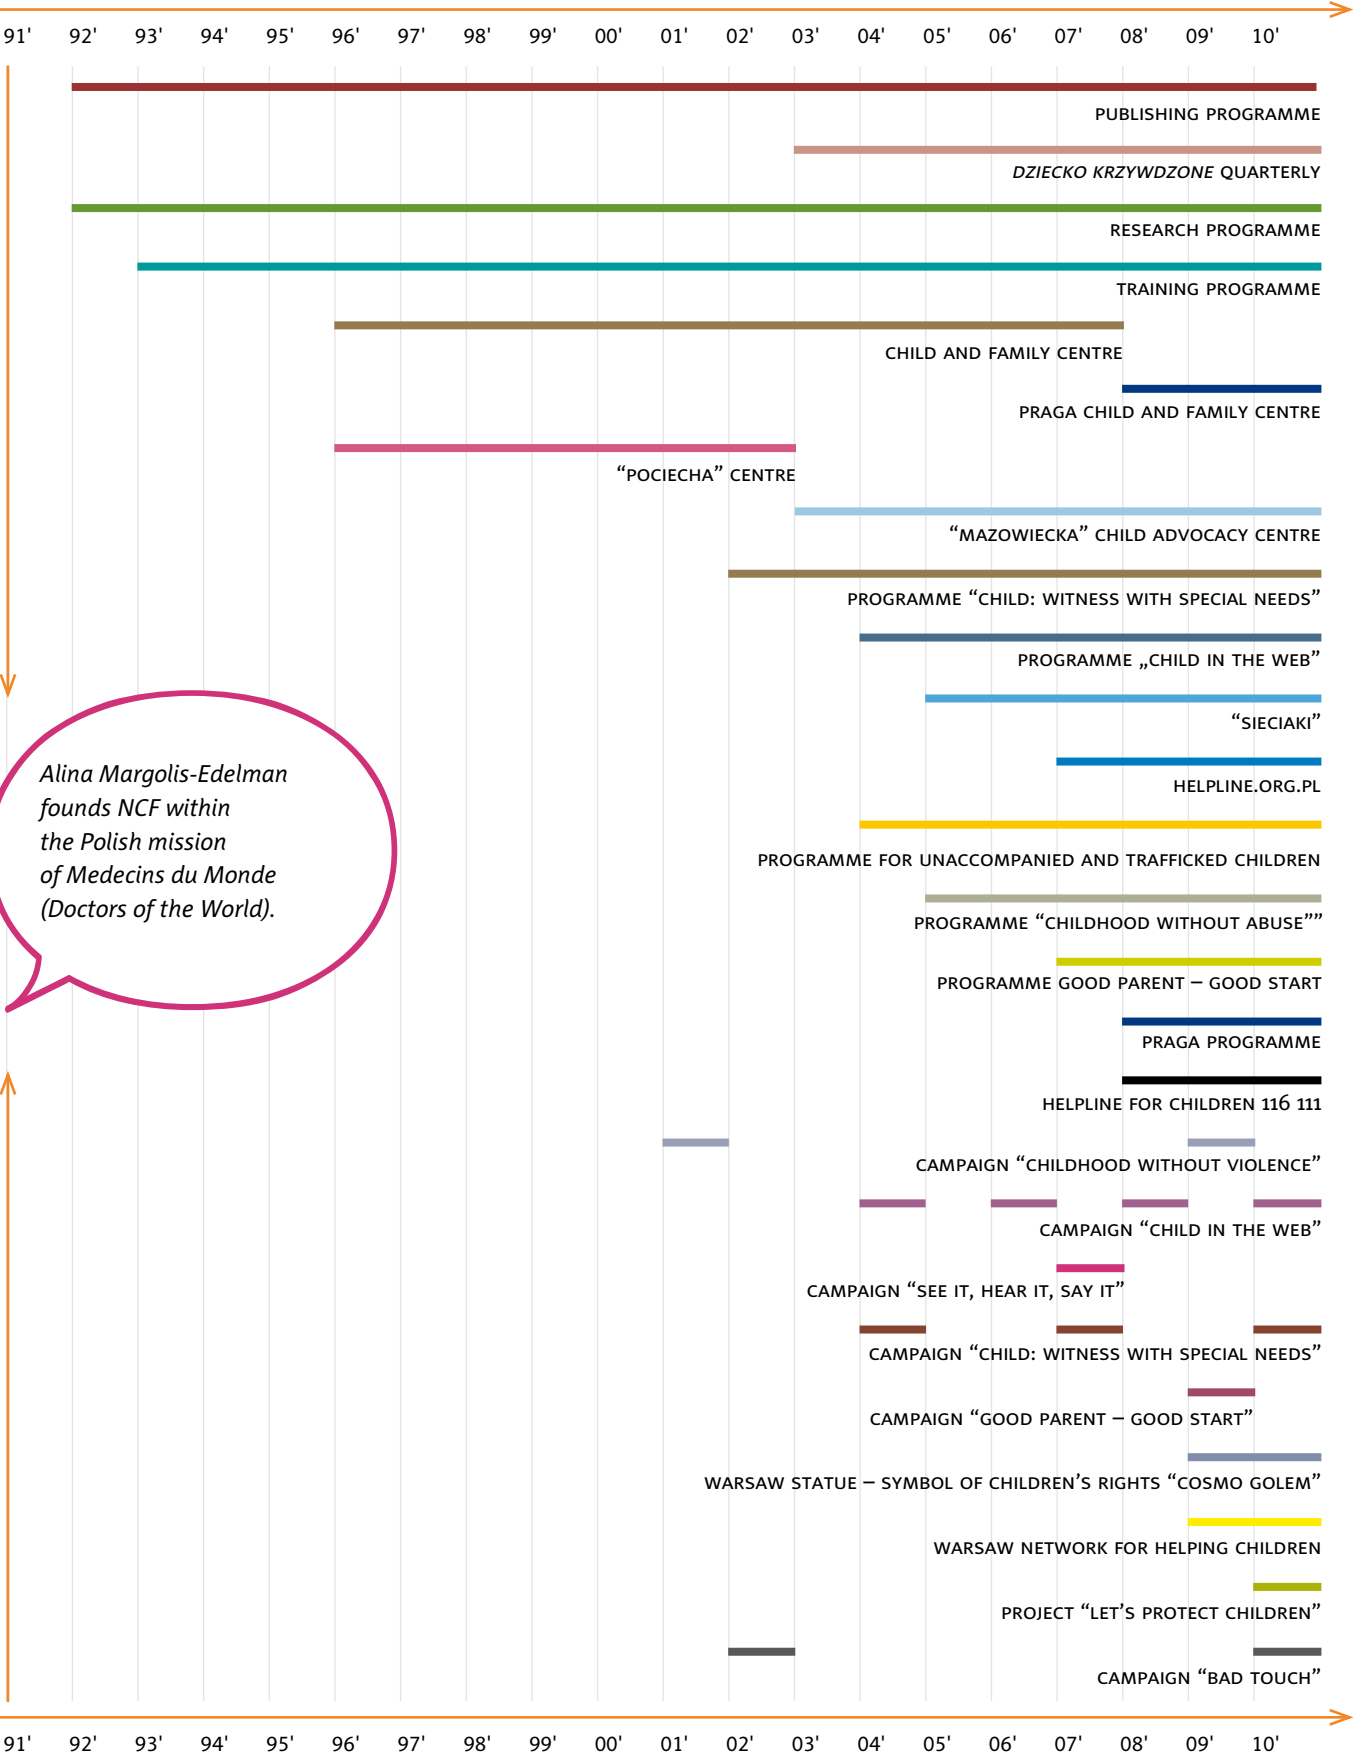 91' 92' 93' 94' 95' 96' 97' 98' 99' 00' 01' 02' 03' 04' 05' 06' 07' 08' 09' 10'
PUBLISHING PROGRAMME
DZIECKO KRZYWDZONE QUARTERLY
RESEARCH PROGRAMME
TRAINING PROGRAMME
CHILD AND FAMILY CENTRE
PRAGA CHILD AND FAMILY CENTRE
“POCIECHA” CENTRE
“MAZOWIECKA” CHILD ADVOCACY CENTRE
PROGRAMME “CHILD: WITNESS WITH SPECIAL NEEDS”
PROGRAMME „CHILD IN THE WEB”
“SIECIAKI”
HELPLINE.ORG.PL
PROGRAMME FOR UNACCOMPANIED AND TRAFFICKED CHILDREN
PROGRAMME “CHILDHOOD WITHOUT ABUSE””
PROGRAMME GOOD PARENT – GOOD START
PRAGA PROGRAMME
HELPLINE FOR CHILDREN 116 111
CAMPAIGN “CHILDHOOD WITHOUT VIOLENCE”
CAMPAIGN “CHILD IN THE WEB”
CAMPAIGN “SEE IT, HEAR IT, SAY IT”
CAMPAIGN “CHILD: WITNESS WITH SPECIAL NEEDS”
CAMPAIGN “GOOD PARENT – GOOD START”
WARSAW STATUE – SYMBOL OF CHILDREN’S RIGHTS “COSMO GOLEM”
WARSAW NETWORK FOR HELPING CHILDREN
PROJECT “LET’S PROTECT CHILDREN”
CAMPAIGN “BAD TOUCH”
Alina Margolis-Edelman
founds NCF within
the Polish mission
of Medecins du Monde
(Doctors of the World).
91' 92' 93' 94' 95' 96' 97' 98' 99' 00' 01' 02' 03' 04' 05' 06' 07' 08' 09' 10'